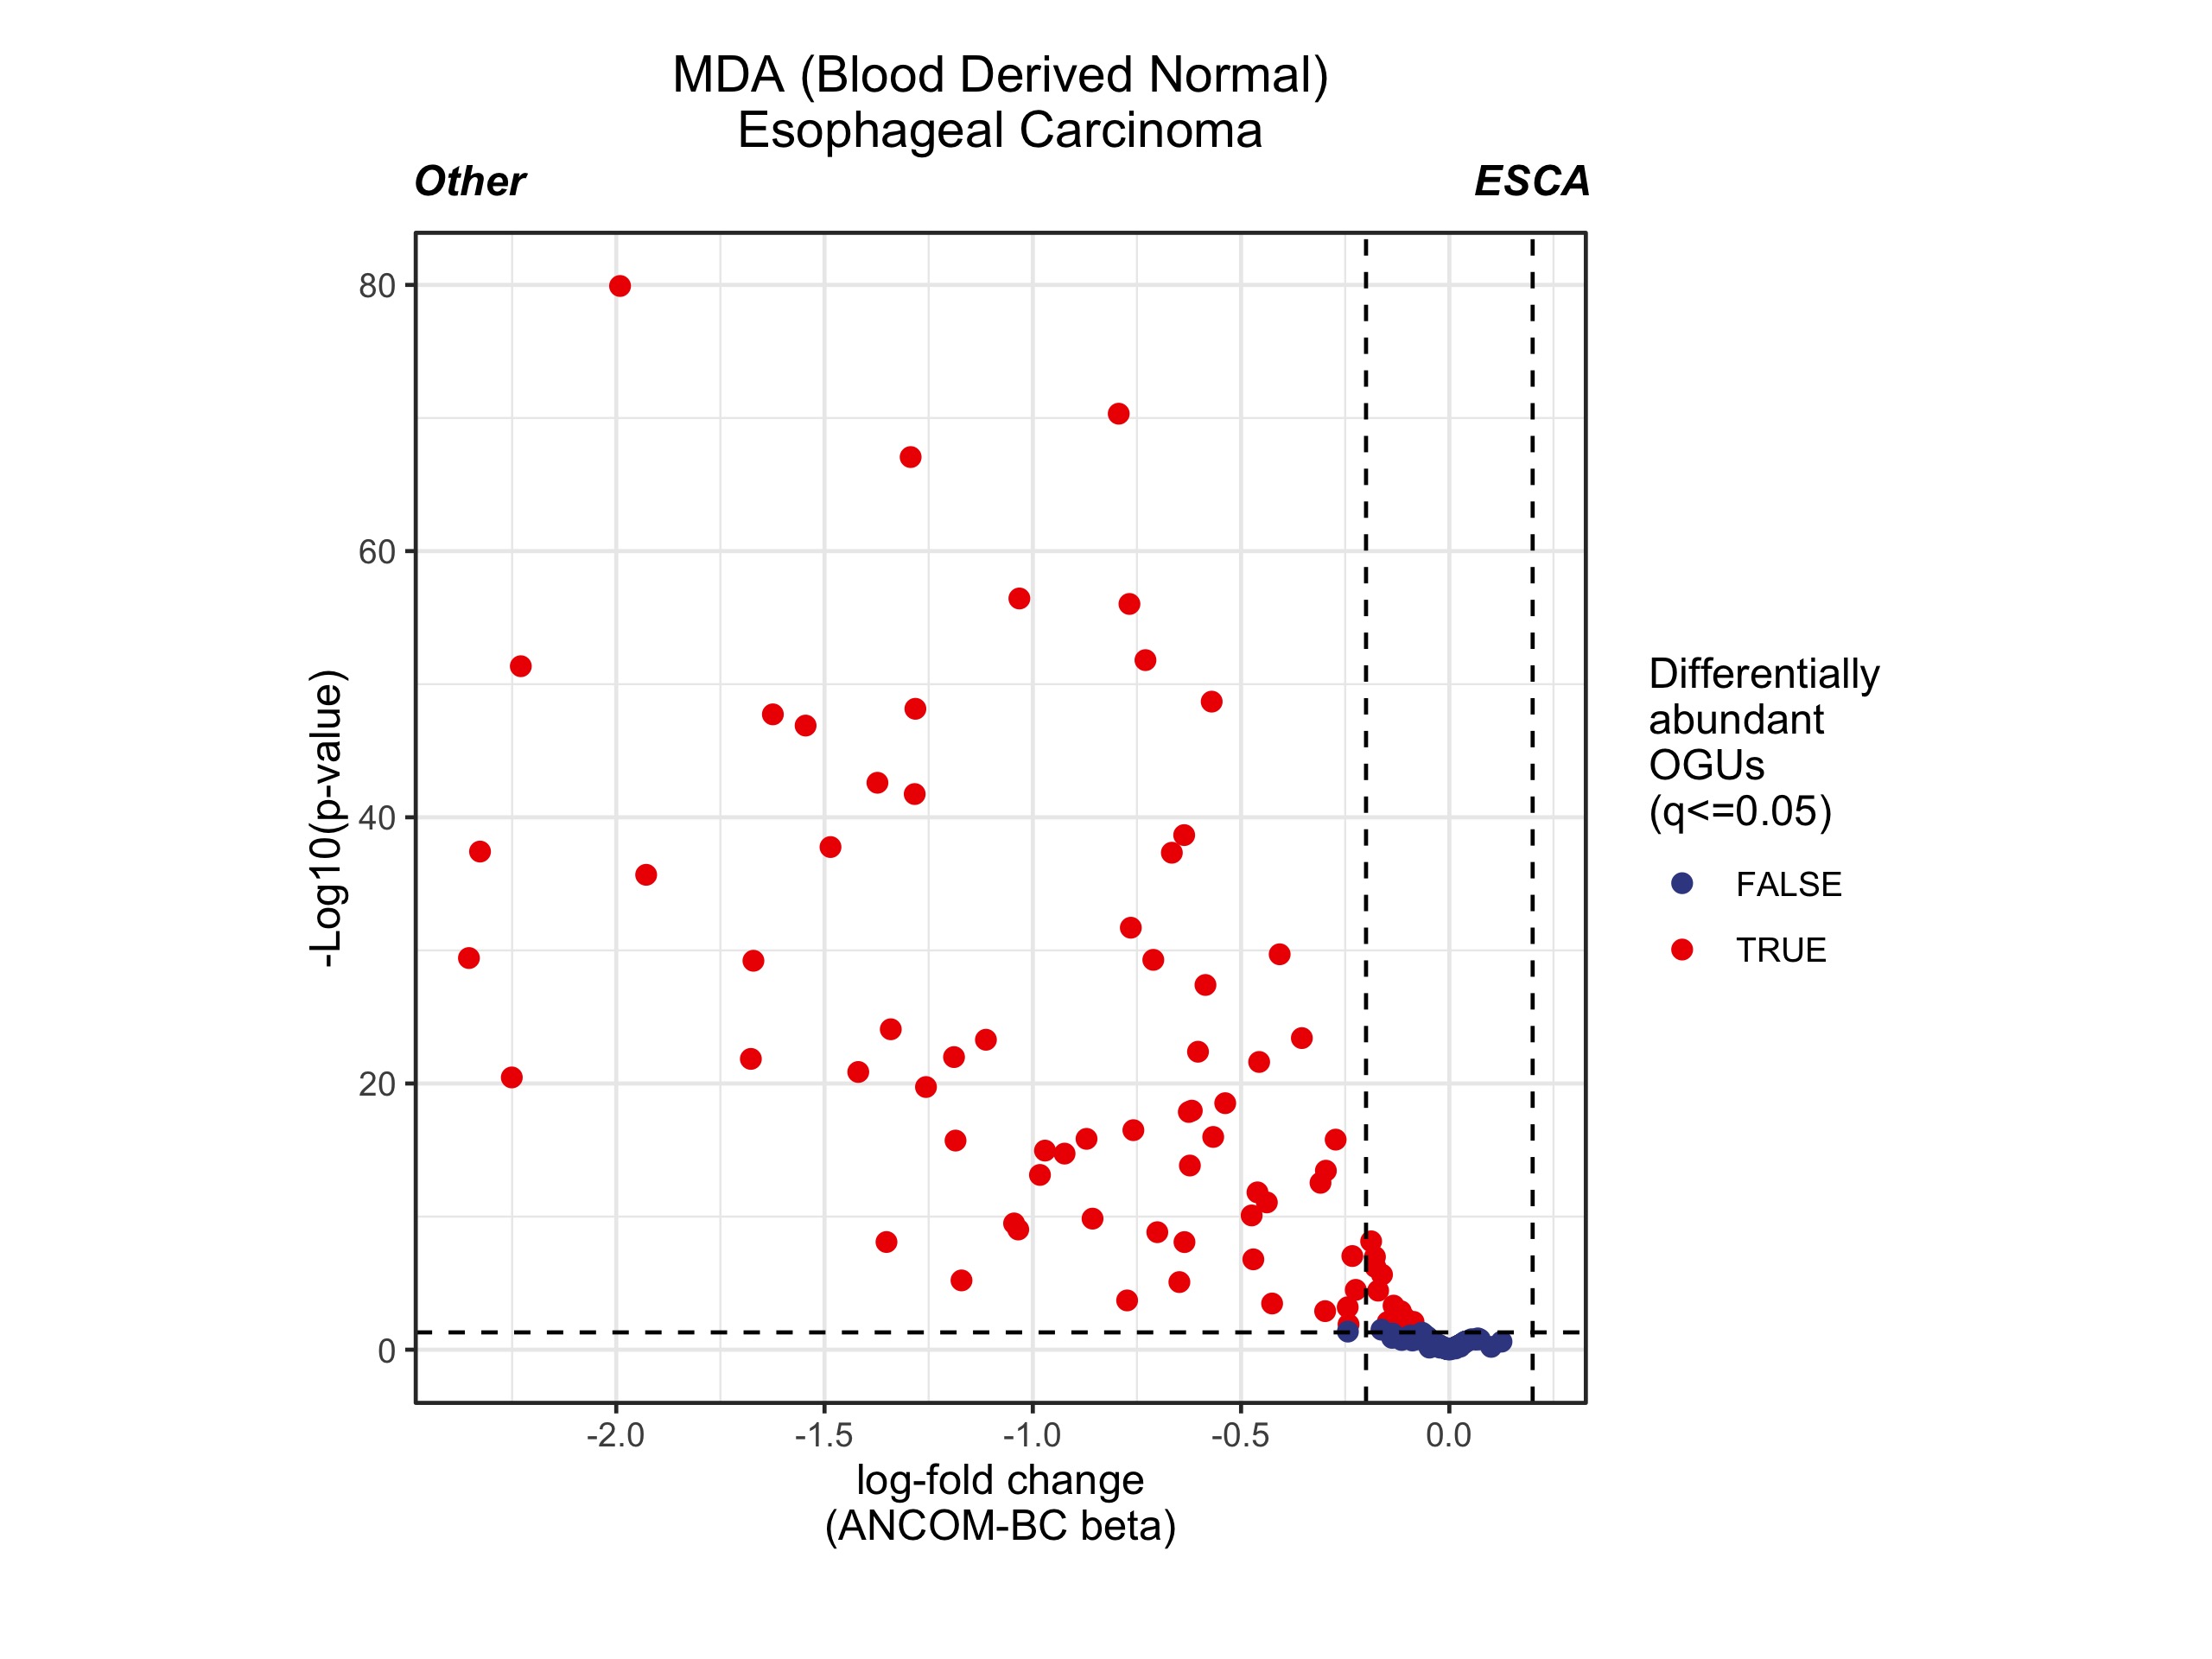 MDA (Blood Derived Normal)
Esophageal Carcinoma
Other
ESCA
80
60
40
20
0
-Log10(p-value)
-2.0
-1.5
-1.0
-0.5
0.0
log-fold change
(ANCOM-BC beta)
Differentially
abundant
OGUs
(q<=0.05)
FALSE
TRUE